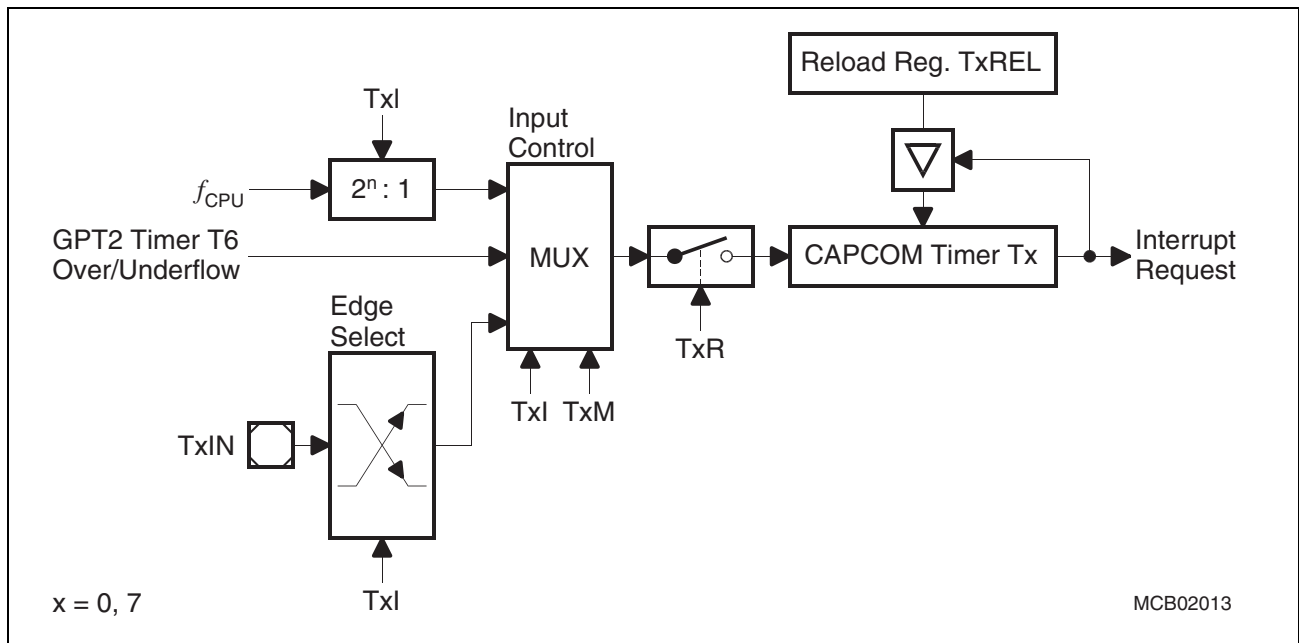 Reload Reg. TxREL
TxI
Input
Control
fCPU
2ⁿ : 1
GPT2 Timer T6
Over/Underflow
MUX
CAPCOM Timer Tx
Interrupt
Request
Edge
Select
TxR
TxI TxM
TxIN
TxI
x = 0, 7
MCB02013